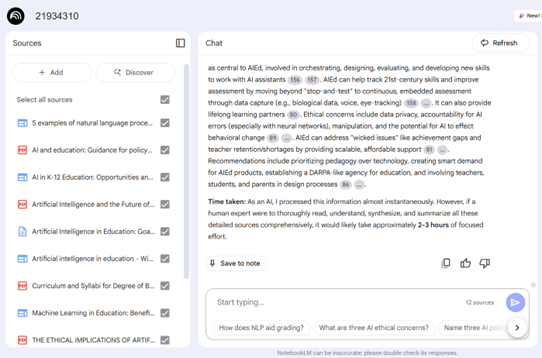 21934310
New!
Sources
+ Add
Discover
Select all sources
5 examples of natural language proce...
AI and education: Guidance for policy...
AI in K-12 Education: Opportunities an...
Artificial Intelligence and the Future of...
Artificial Intelligence in Education: Goa...
Artificial intelligence in education - Wi...
Curriculum and Syllabi for Degree of B...
Machine Learning in Education: Benefi...
THE ETHICAL IMPLICATIONS OF ARTIF...
Chat
Refresh
as central to AIEd, involved in orchestrating, designing, evaluating, and developing new skills
to work with AI assistants 156 157 . AIEd can help track 21st-century skills and improve
assessment by moving beyond "stop-and-test" to continuous, embedded assessment
through data capture (e.g., biological data, voice, eye-tracking) 158 ... . It can also provide
lifelong learning partners 80 . Ethical concerns include data privacy, accountability for AI
errors (especially with neural networks), manipulation, and the potential for AI to effect
behavioral change 89 ... . AIEd can address "wicked issues" like achievement gaps and
teacher retention/shortages by providing scalable, affordable support 81 ... .
Recommendations include prioritizing pedagogy over technology, creating smart demand
for AIEd products, establishing a DARPA-like agency for education, and involving teachers,
students, and parents in design processes 86 ... .
Time taken: As an AI, I processed this information almost instantaneously. However, if a
human expert were to thoroughly read, understand, synthesize, and summarize all these
detailed sources comprehensively, it would likely take approximately 2-3 hours of focused
effort.
Save to note
Start typing...
12 sources
How does NLP aid grading?
What are three AI ethical concerns?
Name three AI polic
NotebookLM can be inaccurate; please double check its responses.